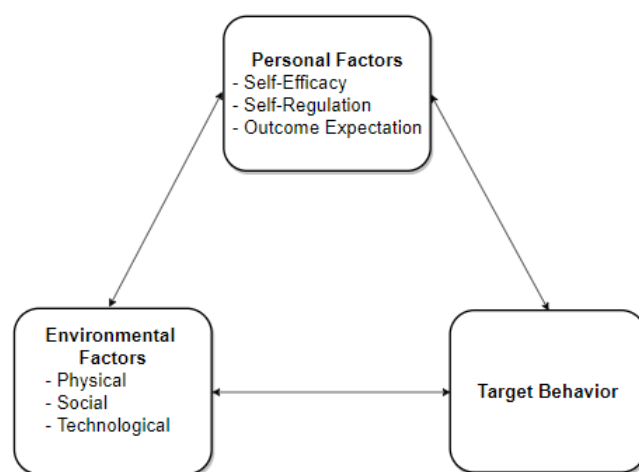 Personal Factors
- Self-Efficacy
- Self-Regulation
- Outcome Expectation
Environmental
Factors
- Physical
- Social
- Technological
Target Behavior